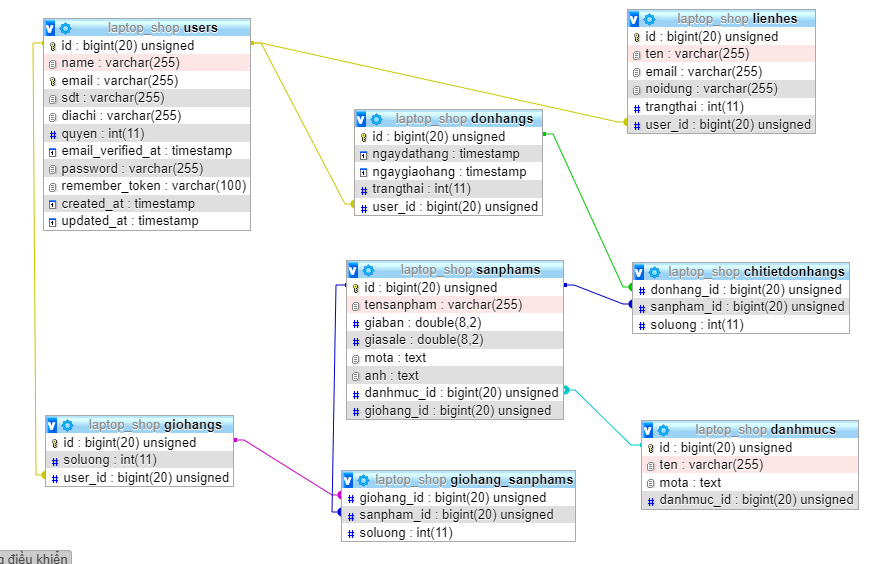 laptop_shop users
id : bigint(20) unsigned
name : varchar(255)
email : varchar(255)
sdt : varchar(255)
diachi : varchar(255)
quyen : int(11)
email_verified_at : timestamp
password : varchar(255)
remember_token : varchar(100)
created_at : timestamp
updated_at : timestamp
laptop_shop lienhes
id : bigint(20) unsigned
ten : varchar(255)
email : varchar(255)
noidung : varchar(255)
trangthai : int(11)
user_id : bigint(20) unsigned
laptop_shop donhangs
id : bigint(20) unsigned
ngaydathang : timestamp
ngaygiaohang : timestamp
trangthai : int(11)
user_id : bigint(20) unsigned
laptop_shop sanphams
id : bigint(20) unsigned
tensanpham : varchar(255)
giaban : double(8,2)
giasale : double(8,2)
mota : text
anh : text
danhmuc_id : bigint(20) unsigned
giohang_id : bigint(20) unsigned
laptop_shop chitietdonhangs
donhang_id : bigint(20) unsigned
sanpham_id : bigint(20) unsigned
soluong : int(11)
laptop_shop giohangs
id : bigint(20) unsigned
soluong : int(11)
user_id : bigint(20) unsigned
laptop_shop danhmucs
id : bigint(20) unsigned
ten : varchar(255)
mota : text
danhmuc_id : bigint(20) unsigned
laptop_shop giohang_sanphams
giohang_id : bigint(20) unsigned
sanpham_id : bigint(20) unsigned
soluong : int(11)
g điều khiển